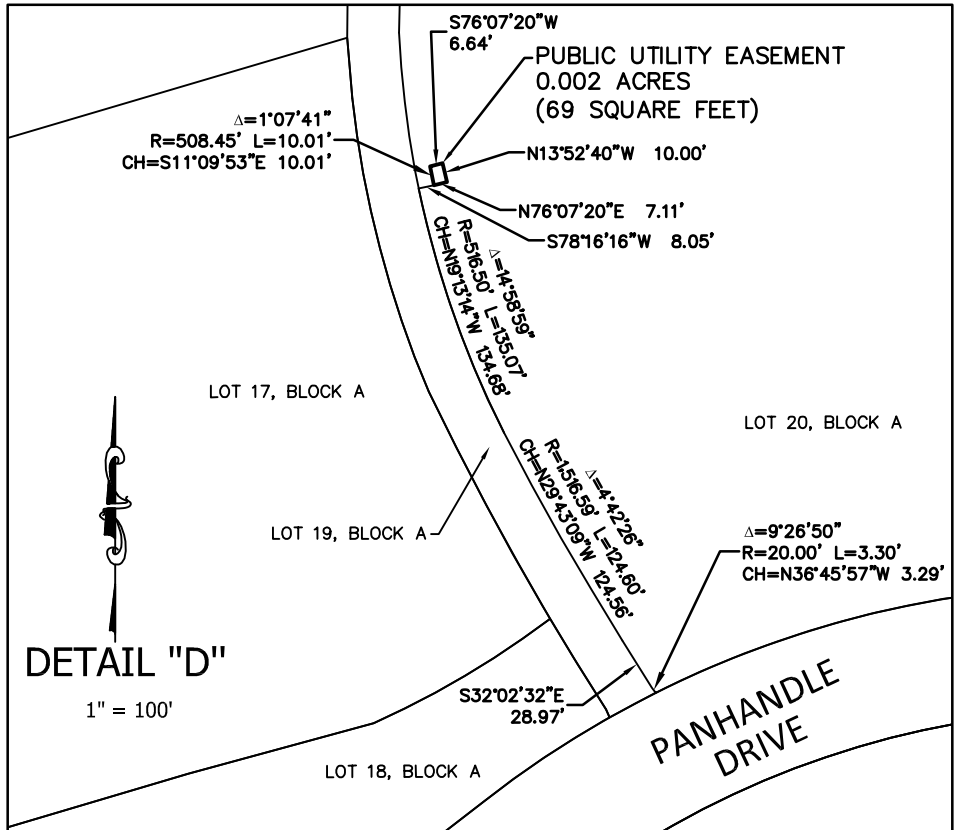 S76°07'20"W
6.64'
PUBLIC UTILITY EASEMENT
0.002 ACRES
(69 SQUARE FEET)
Δ=1°07'41"
R=508.45' L=10.01'
CH=S11°09'53"E 10.01'
N13°52'40"W 10.00'
N76°07'20"E 7.11'
S78°16'16"W 8.05'
Δ=14°58'59"
R=516.50' L=135.07'
CH=N19°13'14"W 134.68'
LOT 17, BLOCK A
LOT 20, BLOCK A
Δ=4°42'26"
R=1,516.59' L=124.60'
CH=N29°43'09"W 124.56'
LOT 19, BLOCK A
Δ=9°26'50"
R=20.00' L=3.30'
CH=N36°45'57"W 3.29'
DETAIL "D"
1" = 100'
S32°02'32"E
28.97'
PANHANDLE
DRIVE
LOT 18, BLOCK A